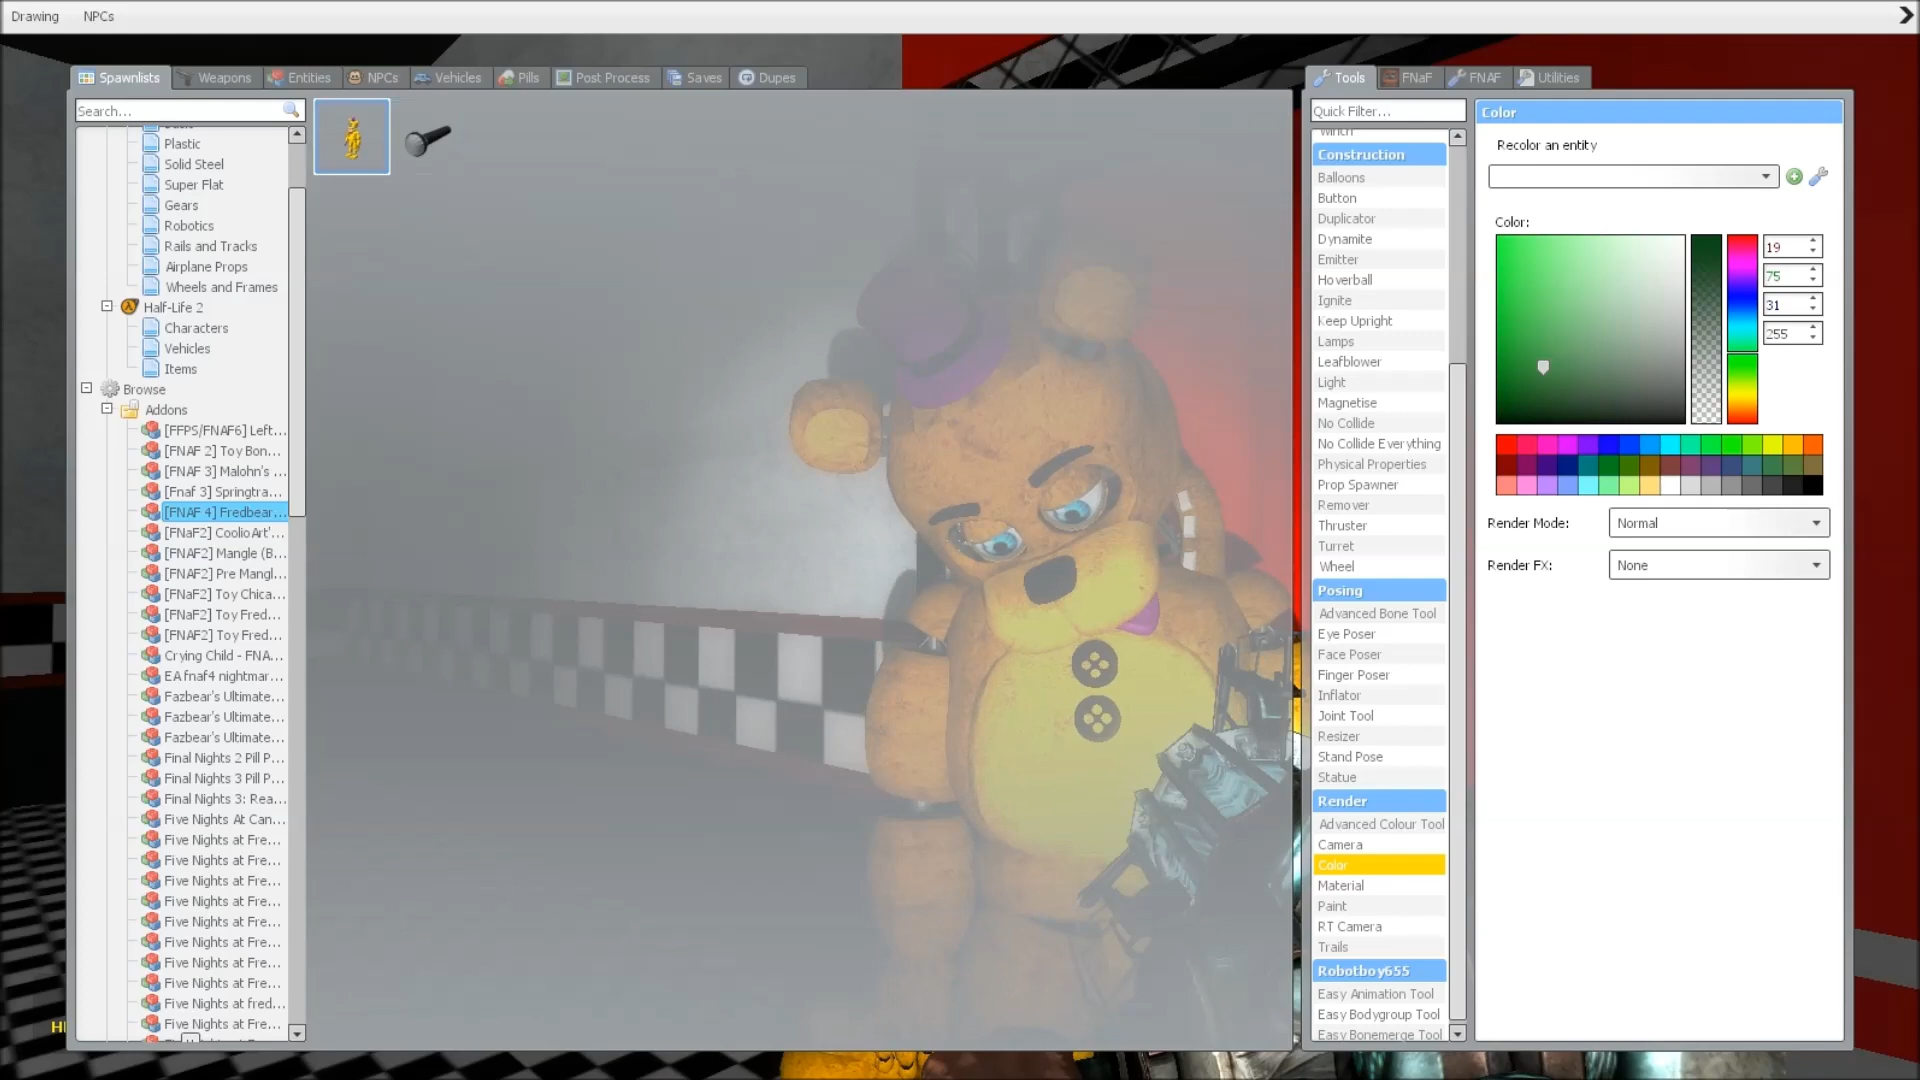 Drawing NPCs
Spawnlists Weapons Entities NPCs Vehicles Pills Post Process Saves Dupes
Search...
Plastic
Solid Steel
Super Flat
Gears
Robotics
Rails and Tracks
Airplane Props
Wheels and Frames
Half-Life 2
Characters
Vehicles
Items
Browse
Addons
[FFPS/FNAF6] Left...
[FNAF 2] Toy Bon...
[FNAF 3] Malohn's ...
[Fnaf 3] Springtra...
[FNAF 4] Fredbear...
[FNaF2] CoolioArt'...
[FNAF2] Mangle (B...
[FNAF2] Pre Mangl...
[FNaF2] Toy Chica...
[FNaF2] Toy Fred...
[FNAF2] Toy Fred...
Crying Child - FNA...
EA fnaf4 nightmar...
Fazbear's Ultimate...
Fazbear's Ultimate...
Fazbear's Ultimate...
Final Nights 2 Pill P...
Final Nights 3 Pill P...
Final Nights 3: Rea...
Five Nights At Can...
Five Nights at Fre...
Five Nights at Fre...
Five Nights at Fre...
Five Nights at Fre...
Five Nights at Fre...
Five Nights at Fre...
Five Nights at Fre...
Five Nights at Fre...
Five Nights at fred...
Five Nights at Fre...
Tools FNaF FNAF Utilities
Quick Filter...
Winch
Construction
Balloons
Button
Duplicator
Dynamite
Emitter
Hoverball
Ignite
Keep Upright
Lamps
Leafblower
Light
Magnetise
No Collide
No Collide Everything
Physical Properties
Prop Spawner
Remover
Thruster
Turret
Wheel
Posing
Advanced Bone Tool
Eye Poser
Face Poser
Finger Poser
Inflator
Joint Tool
Resizer
Stand Pose
Statue
Render
Advanced Colour Tool
Camera
Color
Material
Paint
RT Camera
Trails
Robotboy655
Easy Animation Tool
Easy Bodygroup Tool
Easy Bonemerge Tool
Color
Recolor an entity
Color:
19
75
31
255
Render Mode: Normal
Render FX: None